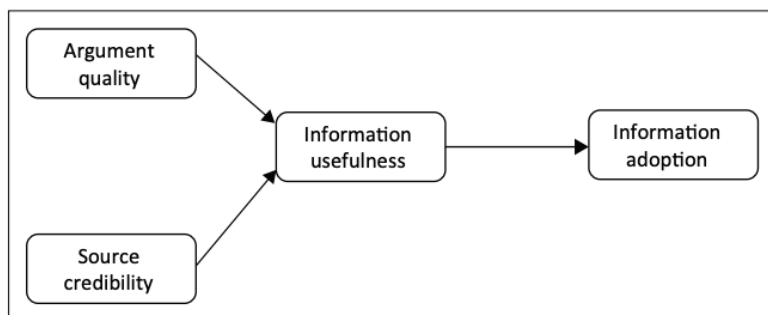 Argument
quality
Information
usefulness
Information
adoption
Source
credibility